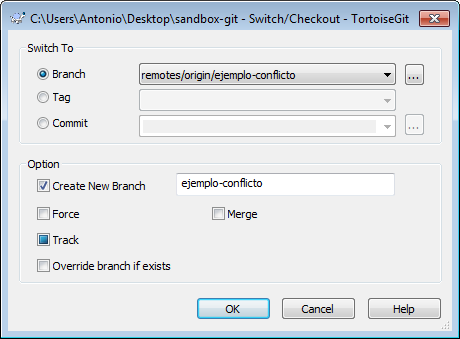 C:\Users\Antonio\Desktop\sandbox-git - Switch/Checkout - TortoiseGit
Switch To
Branch remotes/origin/ejemplo-conflicto ...
Tag
Commit ...
Option
Create New Branch ejemplo-conflicto
Force Merge
Track
Override branch if exists
OK Cancel Help